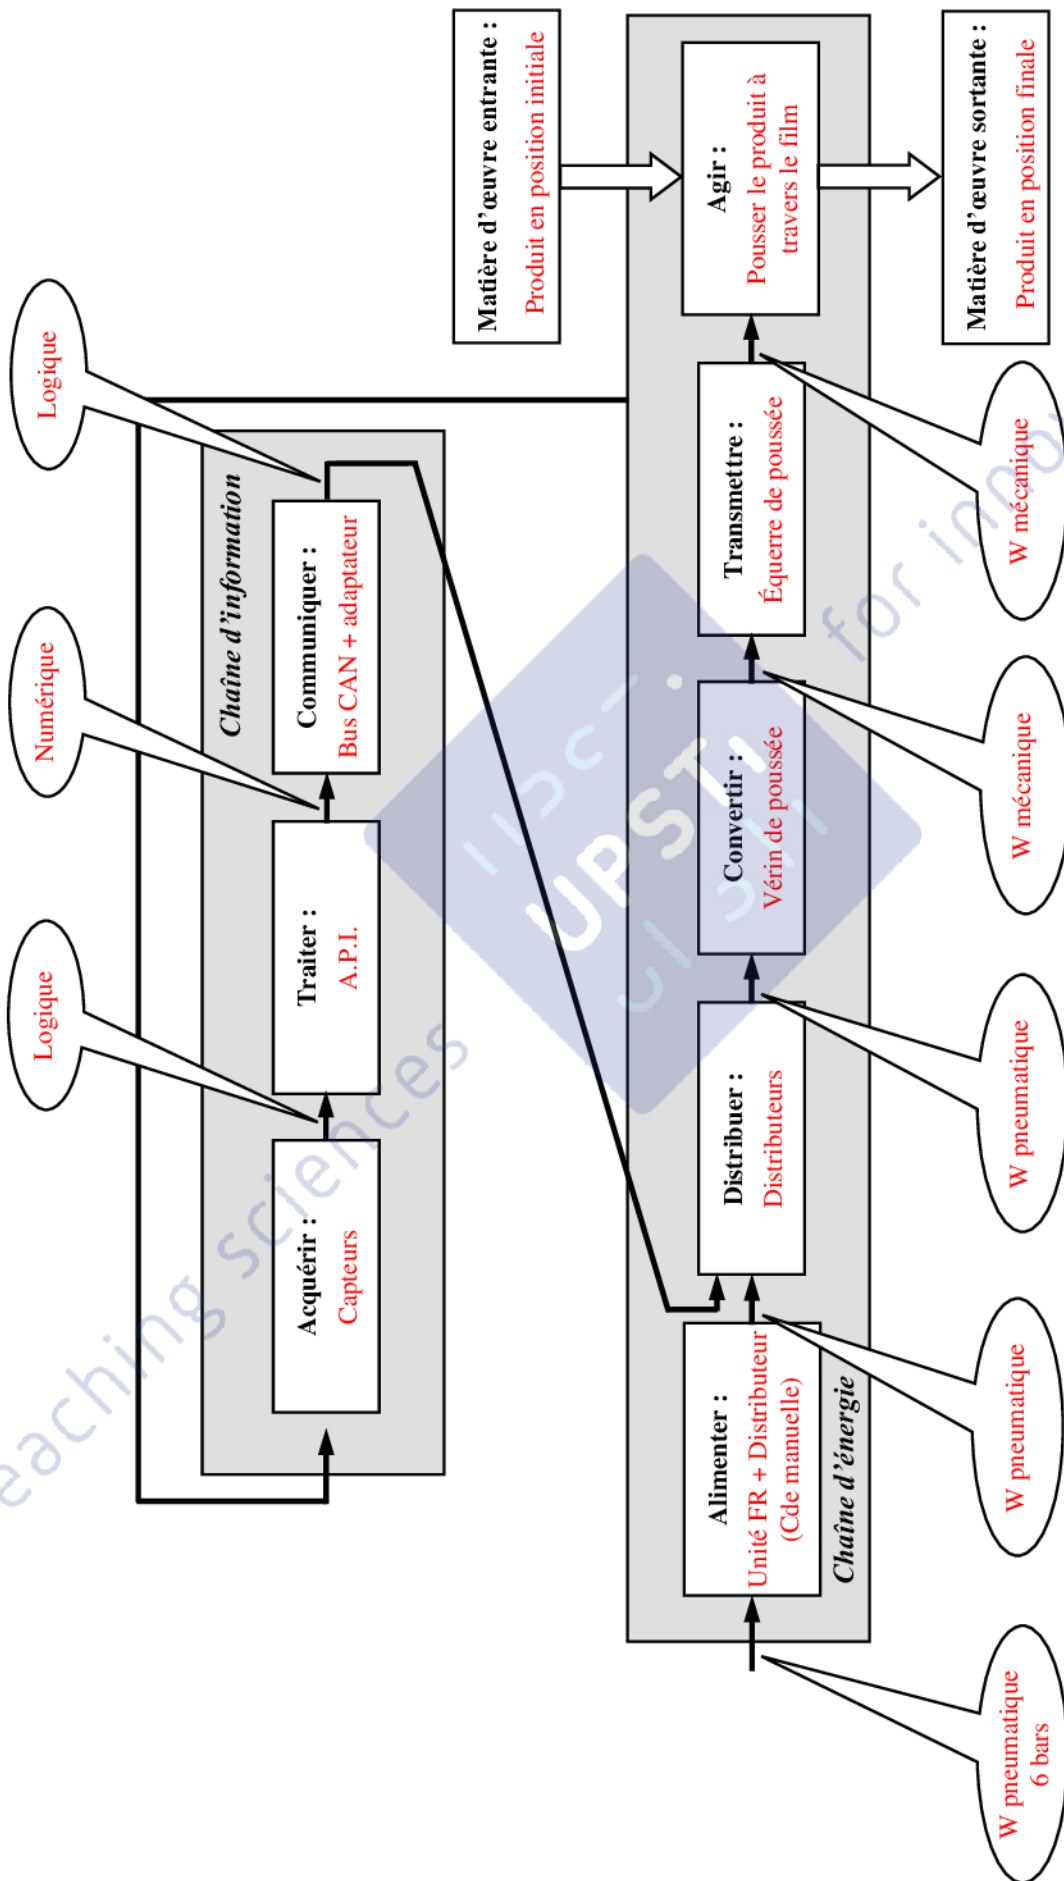 Logique
Numérique
Logique
Chaîne d'information
Acquérir :
Capteurs
Traiter :
A.P.I.
Communiquer :
Bus CAN + adaptateur
Matière d'œuvre entrante :
Produit en position initiale
Alimenter :
Unité FR + Distributeur
(Cde manuelle)
Distribuer :
Distributeurs
Convertir :
Vérin de poussée
Transmettre :
Équerre de poussée
Agir :
Pousser le produit à
travers le film
Chaîne d'énergie
Matière d'œuvre sortante :
Produit en position finale
W pneumatique
6 bars
W pneumatique
W pneumatique
W mécanique
W mécanique
UPSTI
eaching sciences
for inno